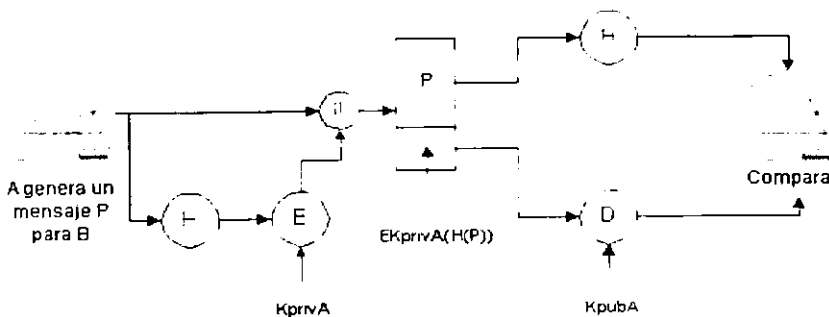 P
A genera un
mensaje P
para B
E
Compara
D
EKprivA(H(P))
KprivA
KpubA